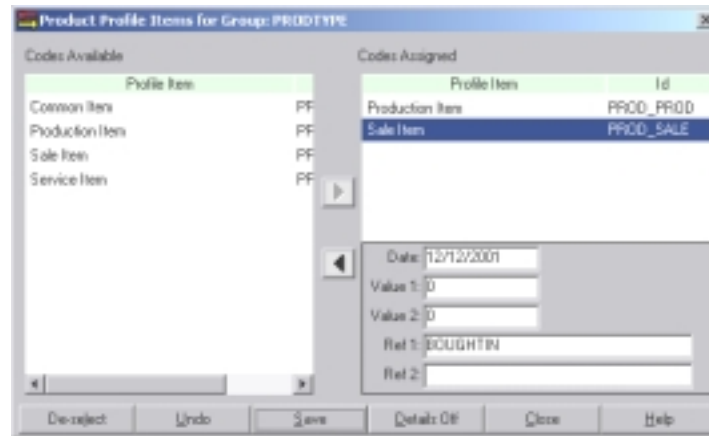 Product Profile Items for Group: PRODTYPE
Codes Available
Codes Assigned
Profile Item
Profile Item Id
Common Item PF
Production Item PF
Sale Item PF
Service Item PF
Production Item PROD_PROD
Sale Item PROD_SALE
Date: 12/12/2001
Value 1: 0
Value 2: 0
Ref 1: BOUGHTIN
Ref 2:
De-select Undo Save Details Off Close Help